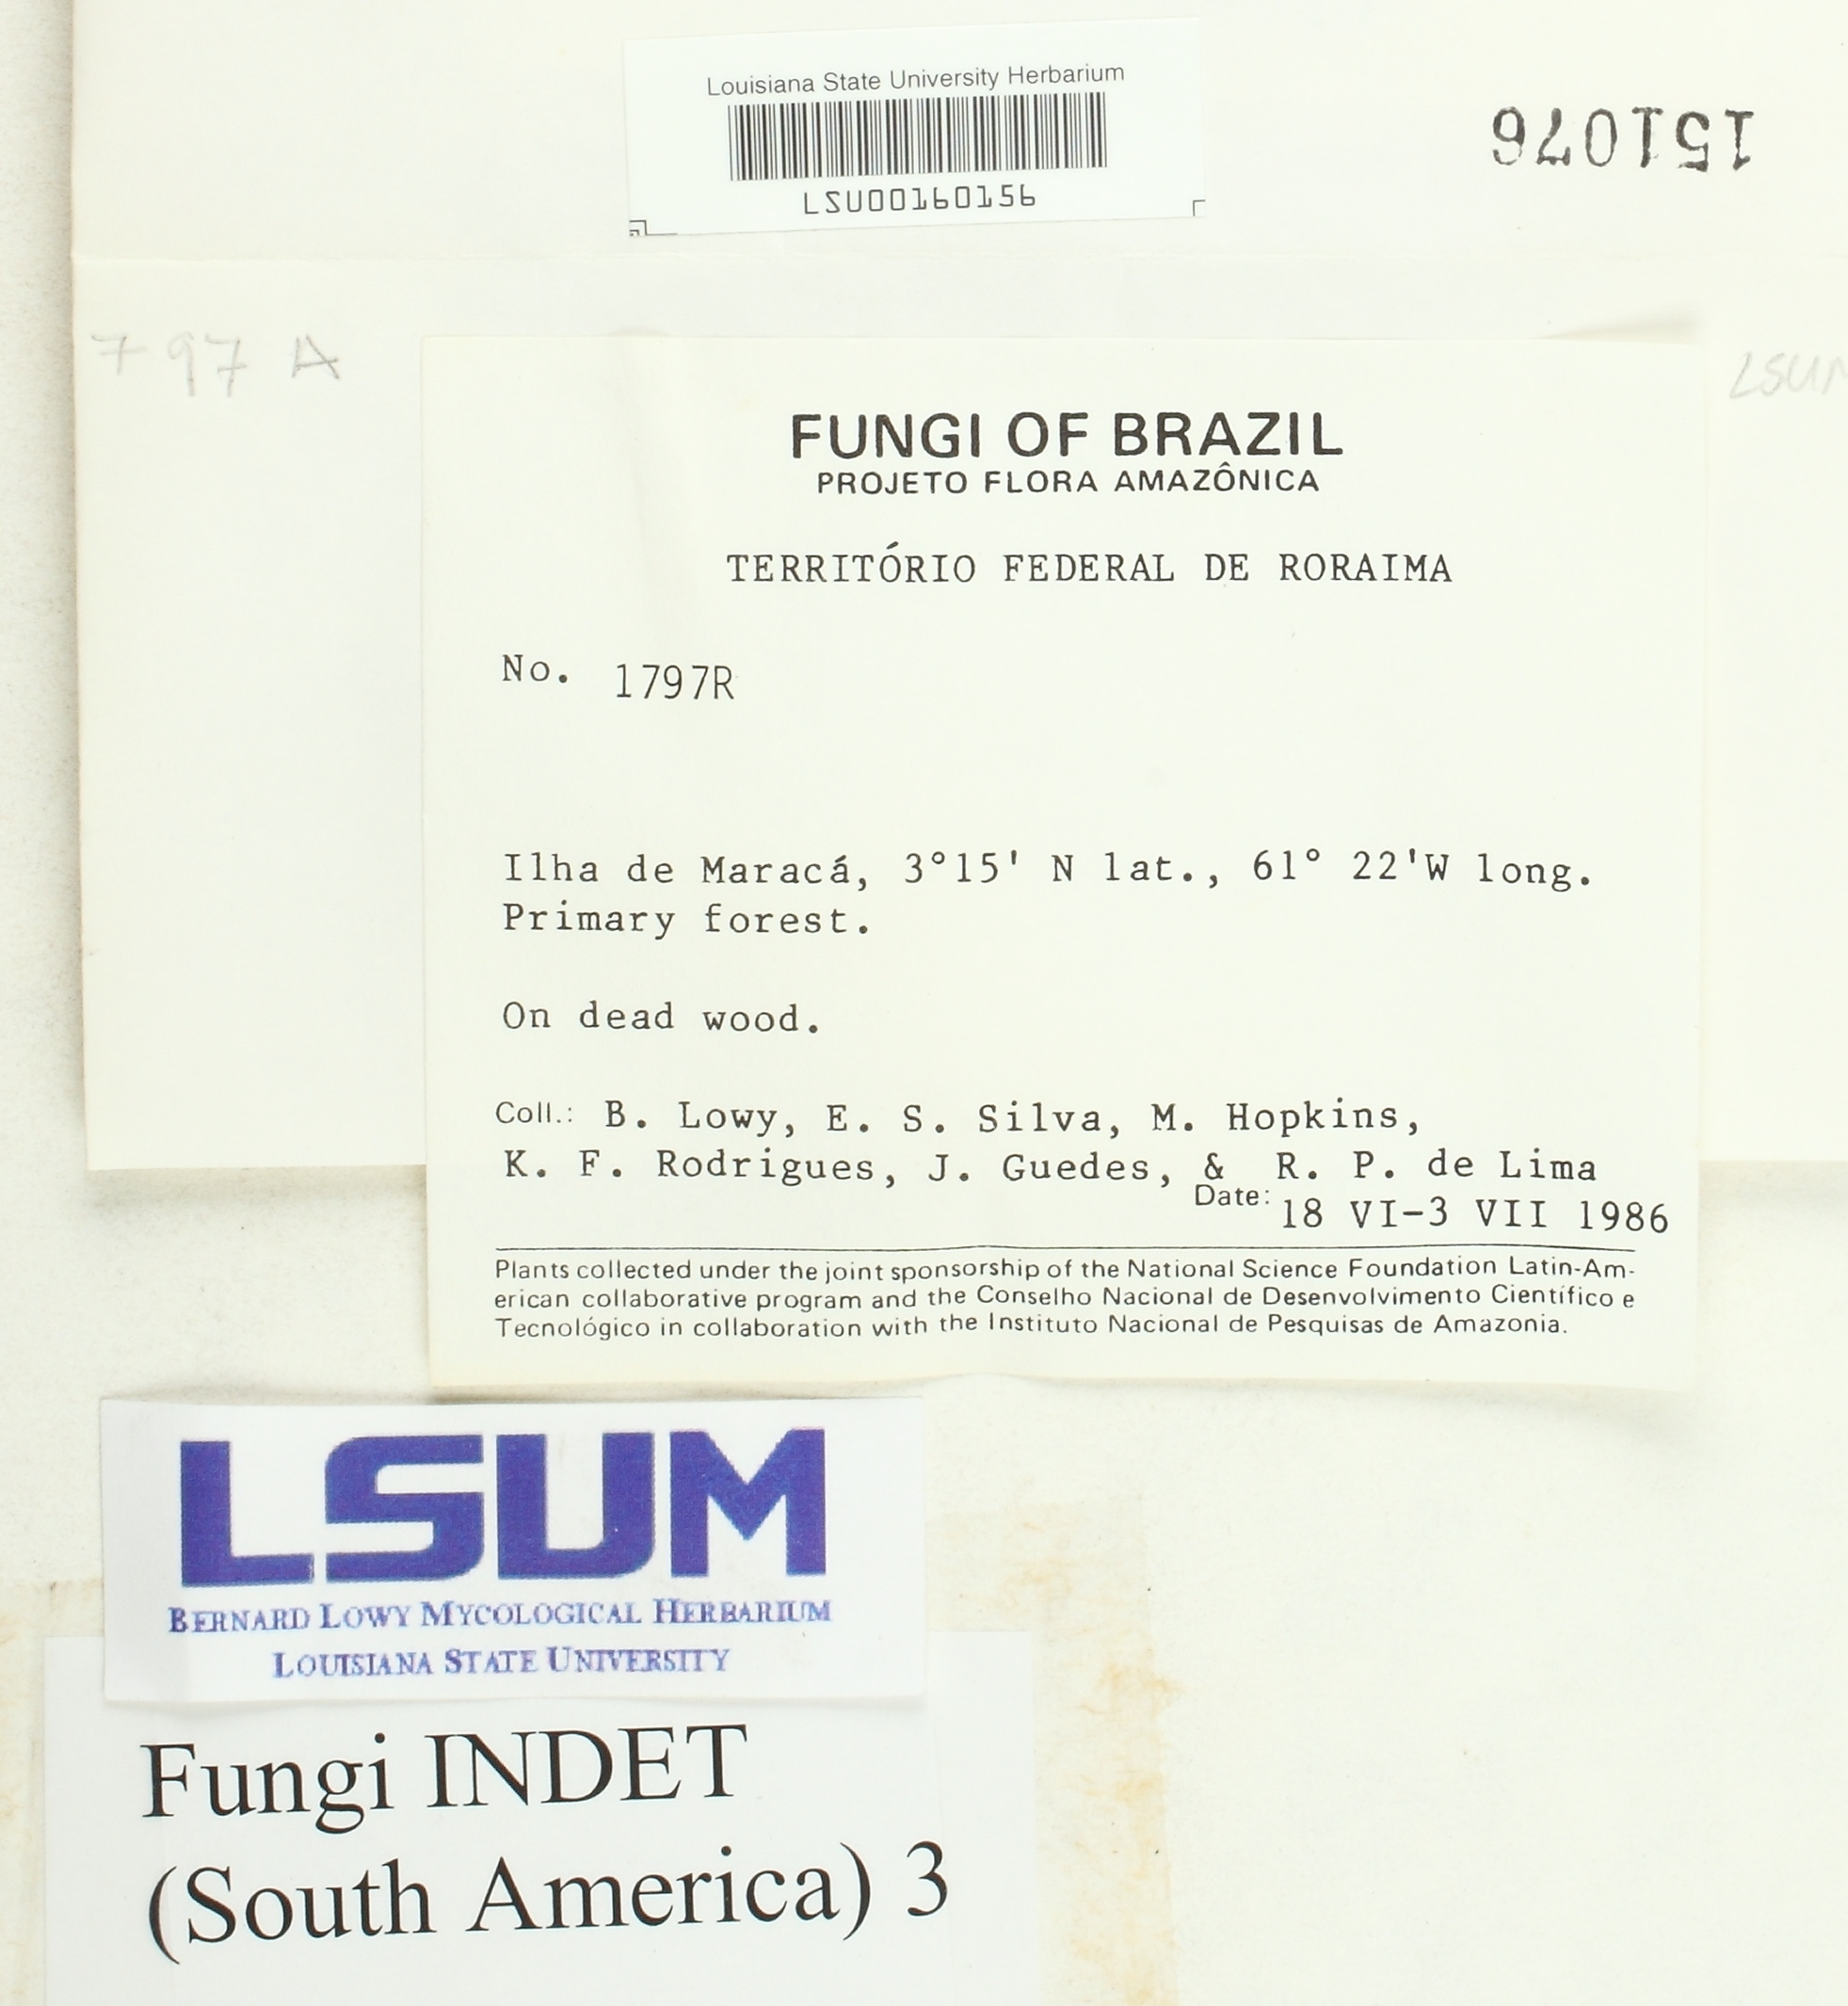 Louisiana State University Herbarium
LSU00160156
151076
797 A
LSUM
FUNGI OF BRAZIL
PROJETO FLORA AMAZÔNICA
TERRITÓRIO FEDERAL DE RORAIMA
No. 1797R
Ilha de Maracá, 3°15' N lat., 61° 22'W long.
Primary forest.
On dead wood.
Coll.: B. Lowy, E. S. Silva, M. Hopkins,
K. F. Rodrigues, J. Guedes, & R. P. de Lima
Date: 18 VI-3 VII 1986
Plants collected under the joint sponsorship of the National Science Foundation Latin-Am-
erican collaborative program and the Conselho Nacional de Desenvolvimento Científico e
Tecnológico in collaboration with the Instituto Nacional de Pesquisas de Amazonia.
LSUM
BERNARD LOWY MYCOLOGICAL HERBARIUM
LOUISIANA STATE UNIVERSITY
Fungi INDET
(South America) 3